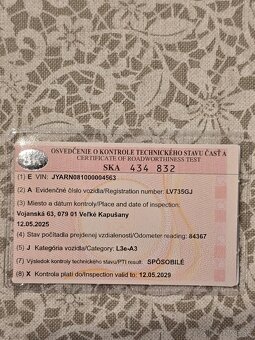 OSVEDČENIE O KONTROLE TECHNICKÉHO STAVU ČASŤ A
CERTIFICATE OF ROADWORTHINESS TEST
SKA 434 832
(1) E VIN: JYARN081000004563
(2) A Evidenčné číslo vozidla/Registration number: LV735GJ
(3) Miesto a dátum kontroly/Place and date of inspection:
Vojanská 63, 079 01 Veľké Kapušany
12.05.2025
(4) Stav počítadla prejdenej vzdialenosti/Odometer reading: 84367
(5) J Kategória vozidla/Category: L3e-A3
(7) Výsledok kontroly technického stavu/PTI result: SPÔSOBILÉ
(8) X Kontrola platí do/Inspection valid to: 12.05.2029